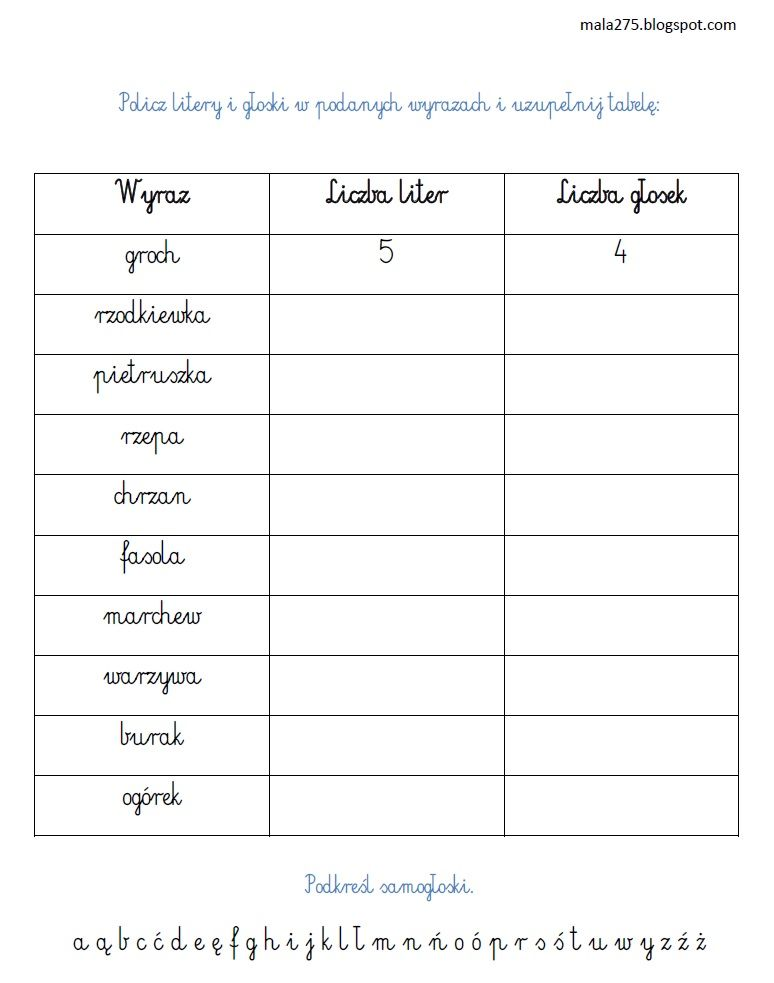 mala275.blogspot.com
Policz litery i głoski w podanych wyrazach i uzupełnij tabelę:
Wyraz Liczba liter Liczba głosek
groch 5 4
rzodkiewka
pietruszka
rzepa
chrzan
fasola
marchew
warzywa
burak
ogórek
Podkreśl samogłoski.
a ą b c ć d e ę f g h i j k l ł m n ń o ó p r s ś t u w y z ź ż